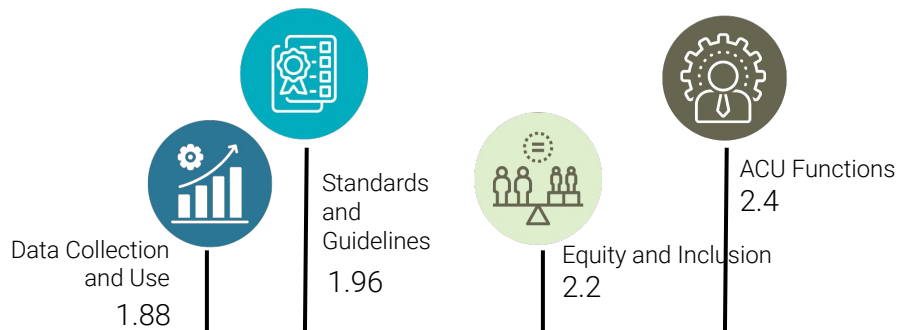 Data Collection
and Use
1.88
Standards
and
Guidelines
1.96
Equity and Inclusion
2.2
ACU Functions
2.4